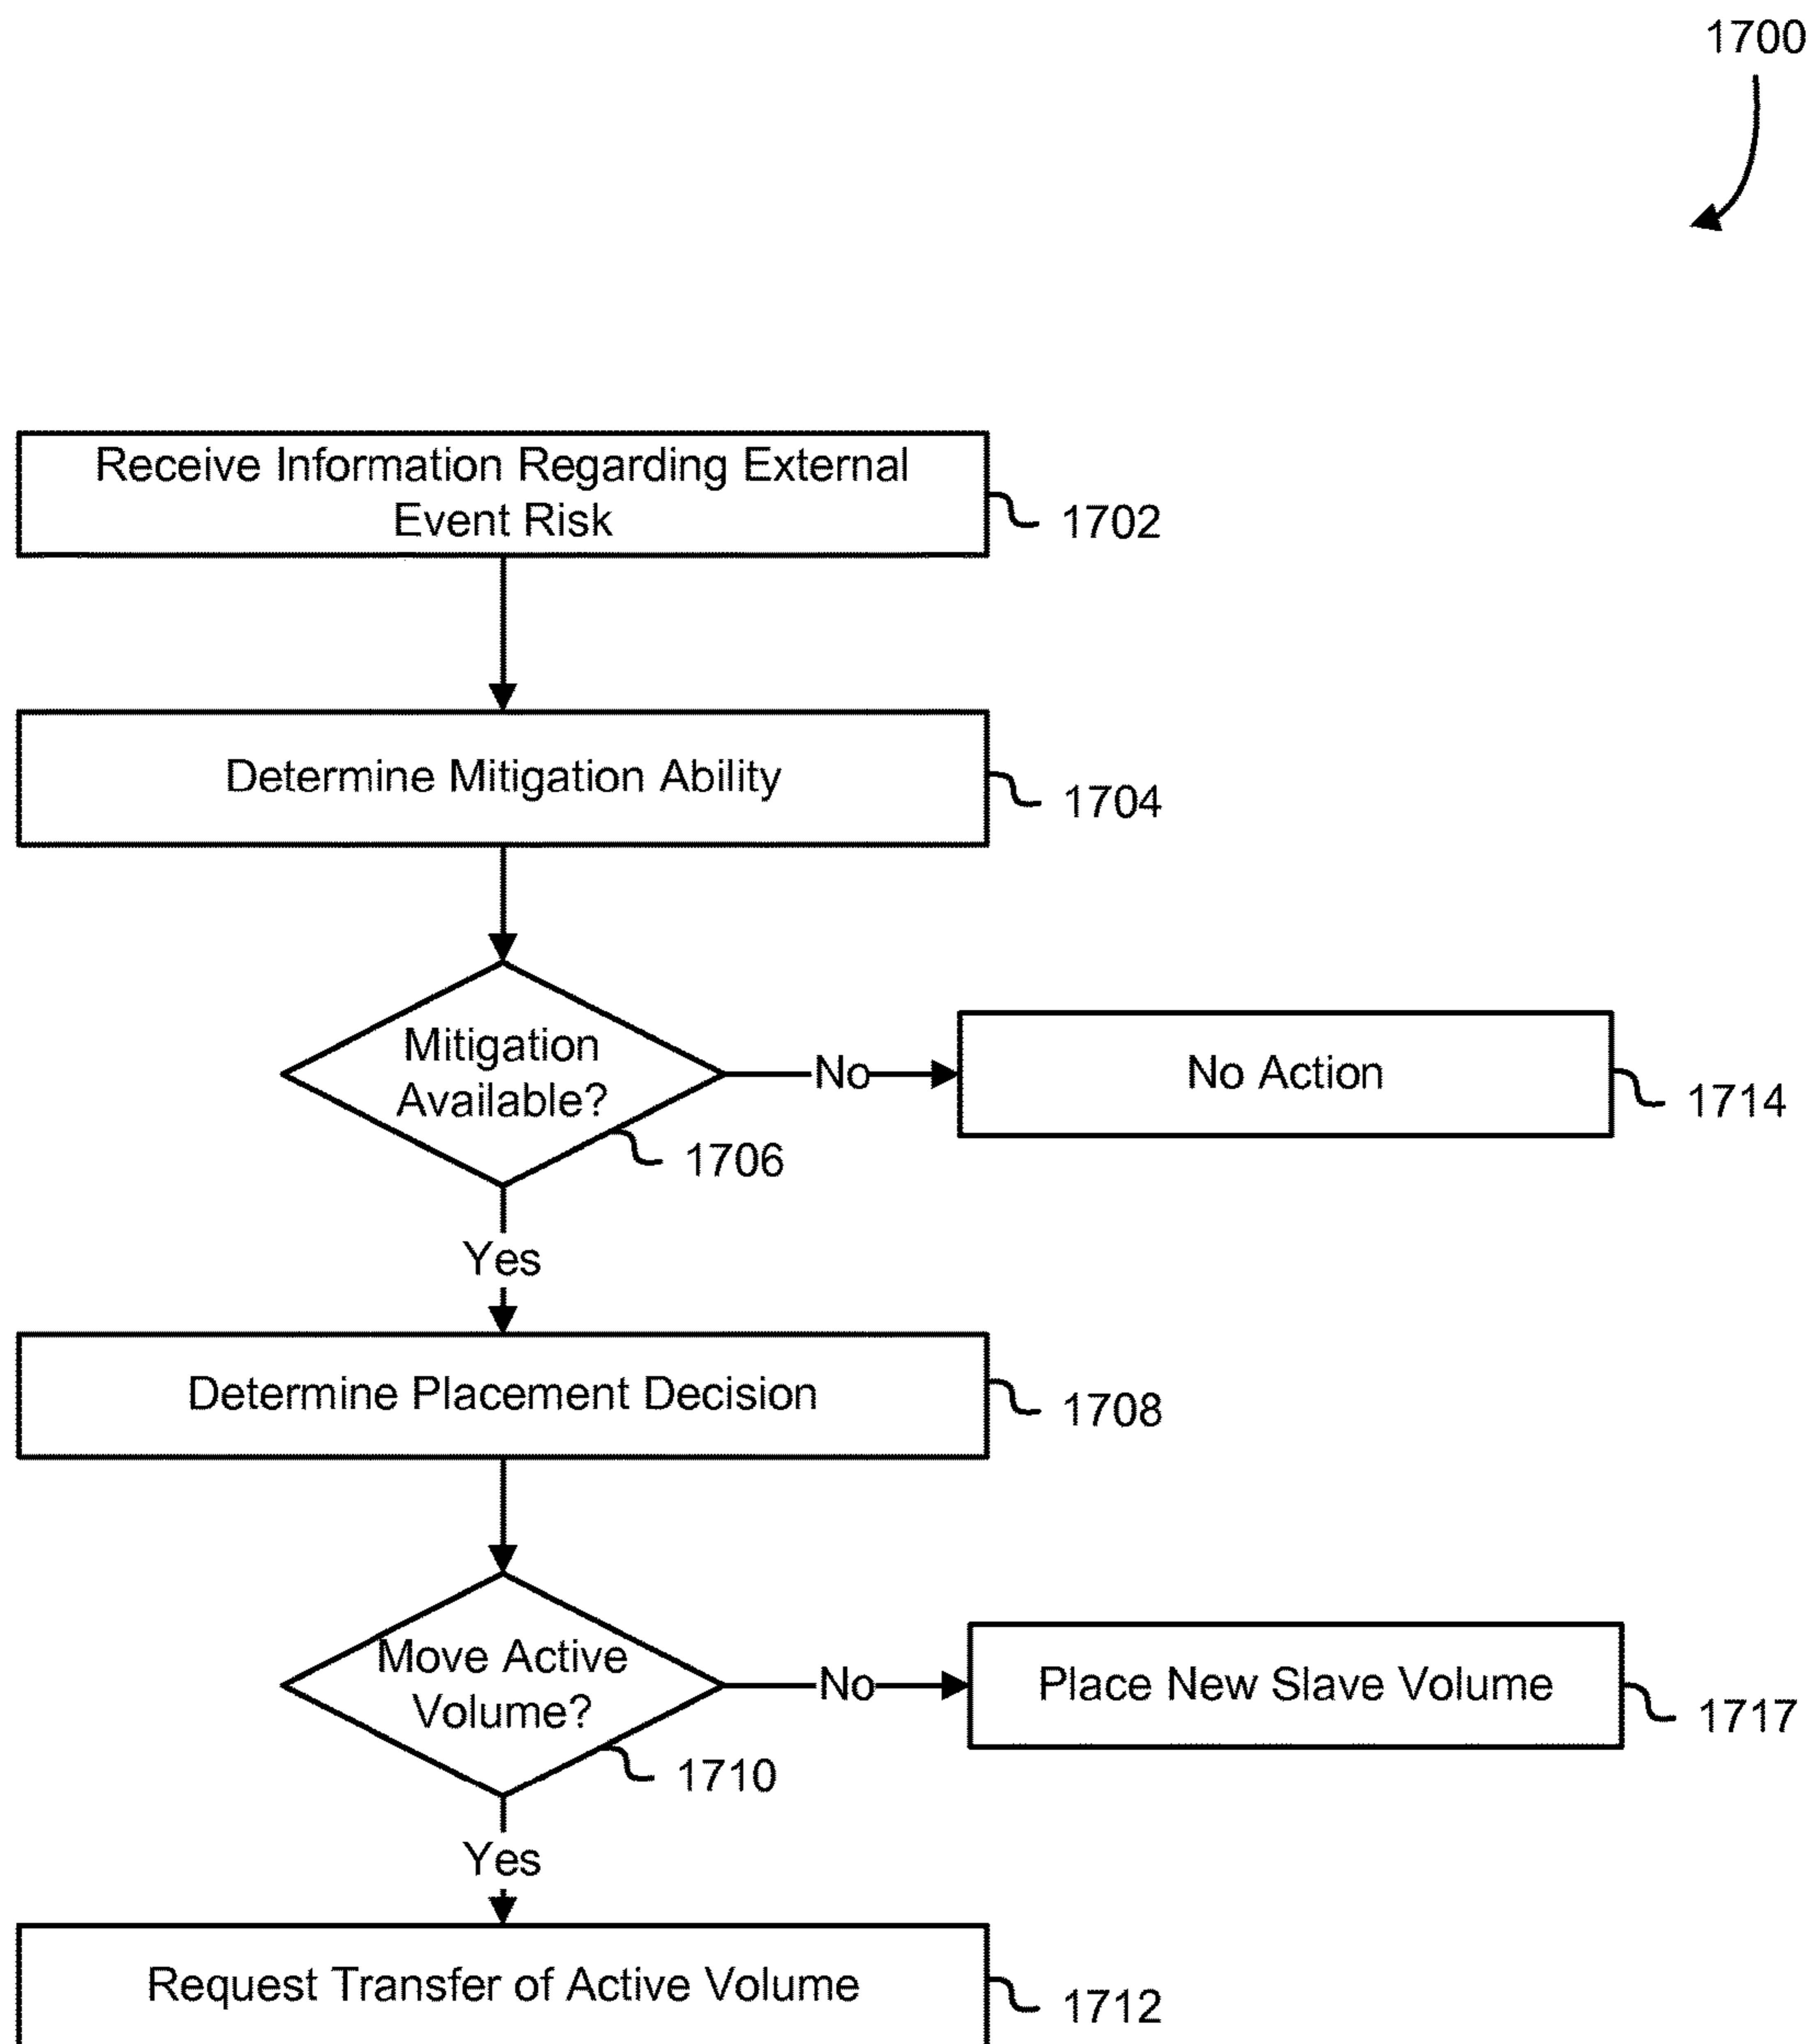 1700
Receive Information Regarding External
Event Risk
1702
Determine Mitigation Ability
1704
Mitigation
Available?
1706
No
No Action
1714
Yes
Determine Placement Decision
1708
Move Active
Volume?
1710
No
Place New Slave Volume
1717
Yes
Request Transfer of Active Volume
1712